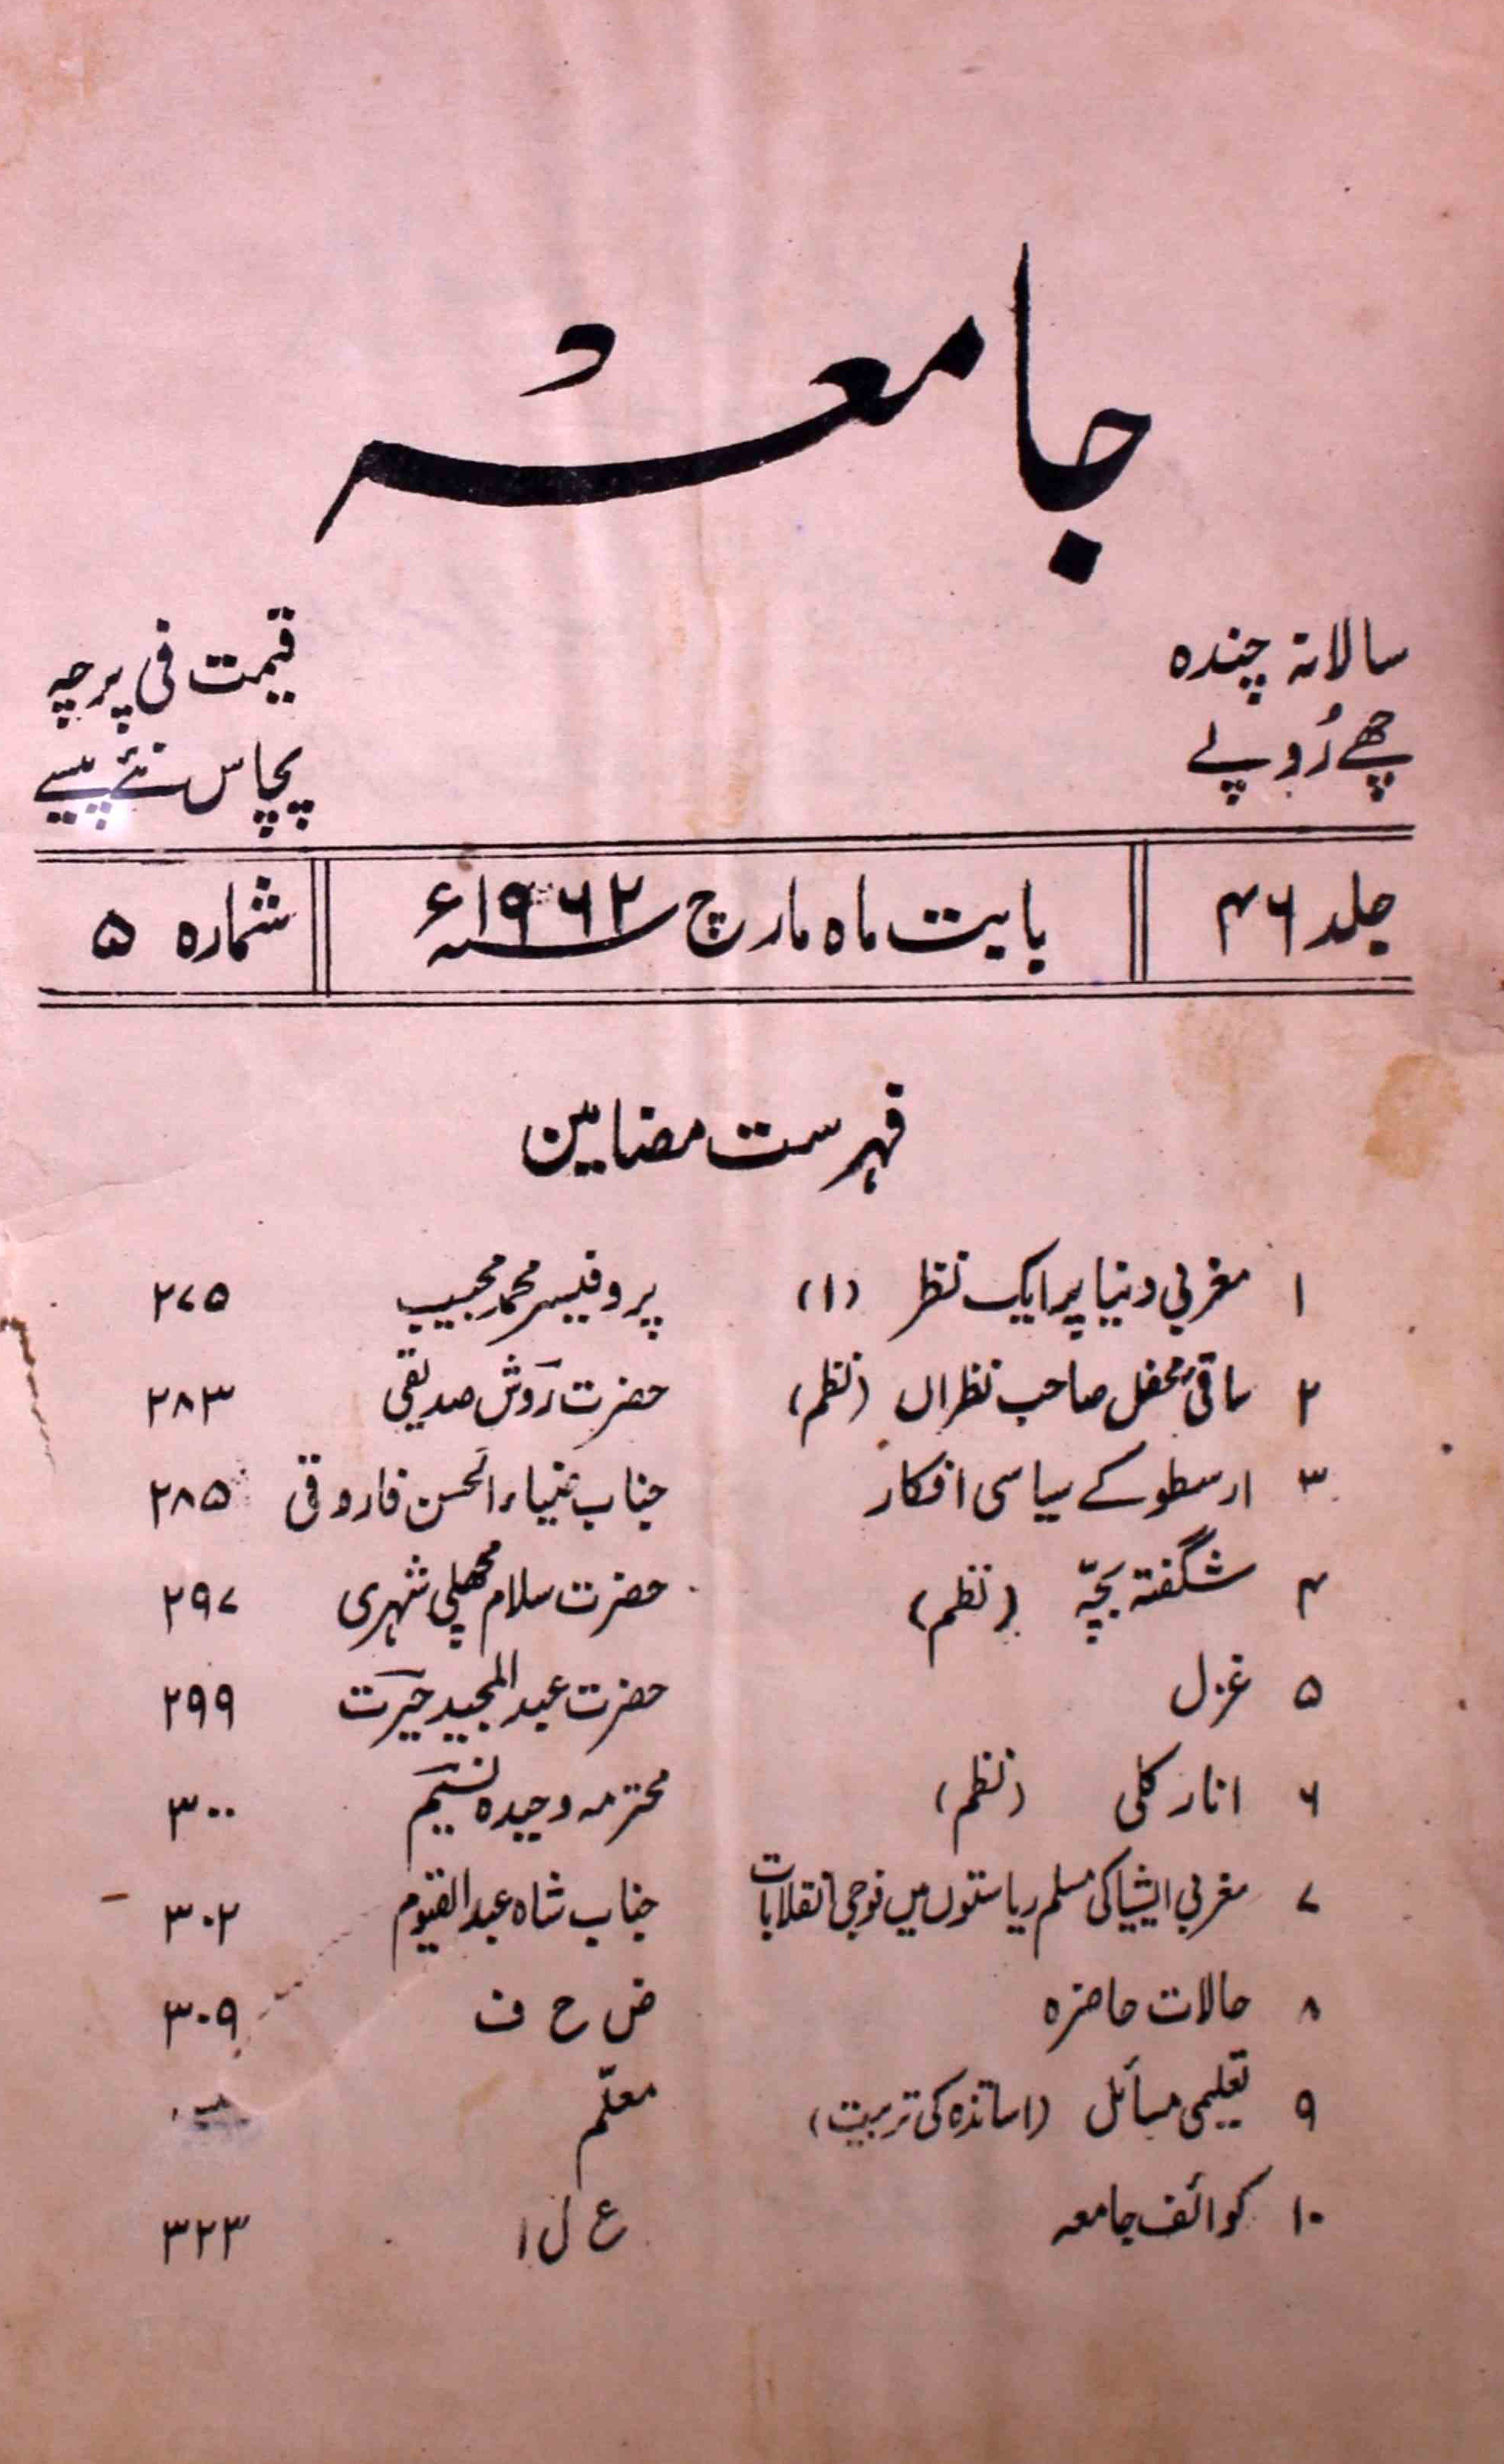 جامعہ
سالانہ چندہ
چھے رُوپے
قیمت فی پرچہ
پچاس نئے پیسے
جلد ۴۶
بابت ماہ مارچ ۱۹۶۲ء
شمارہ ۵
فہرست مضامین
۱ مغربی دنیا پر ایک نظر (۱) پروفیسر محمد مجیب ۲۷۵
۲ ساقیِ محفل صاحب نظراں (نظم) حضرت روش صدیقی ۲۸۳
۳ ارسطو کے سیاسی افکار جناب ضیاء الحسن فاروقی ۲۸۵
۴ شگفتہ بچّہ (نظم) حضرت سلام مچھلی شہری ۲۹۷
۵ غزل حضرت عبد المجید حیرت ۲۹۹
۶ انار کلی (نظم) محترمہ وحیدہ نسیم ۳۰۰
۷ مغربی ایشیا کی مسلم ریاستوں میں فوجی انقلابات جناب شاہ عبد القیوم ۳۰۲
۸ حالات حاضرہ ض ح ف ۳۰۹
۹ تعلیمی مسائل (اساتذہ کی تربیت) معلّم
۱۰ کوائف جامعہ ع ل ا ۳۲۳